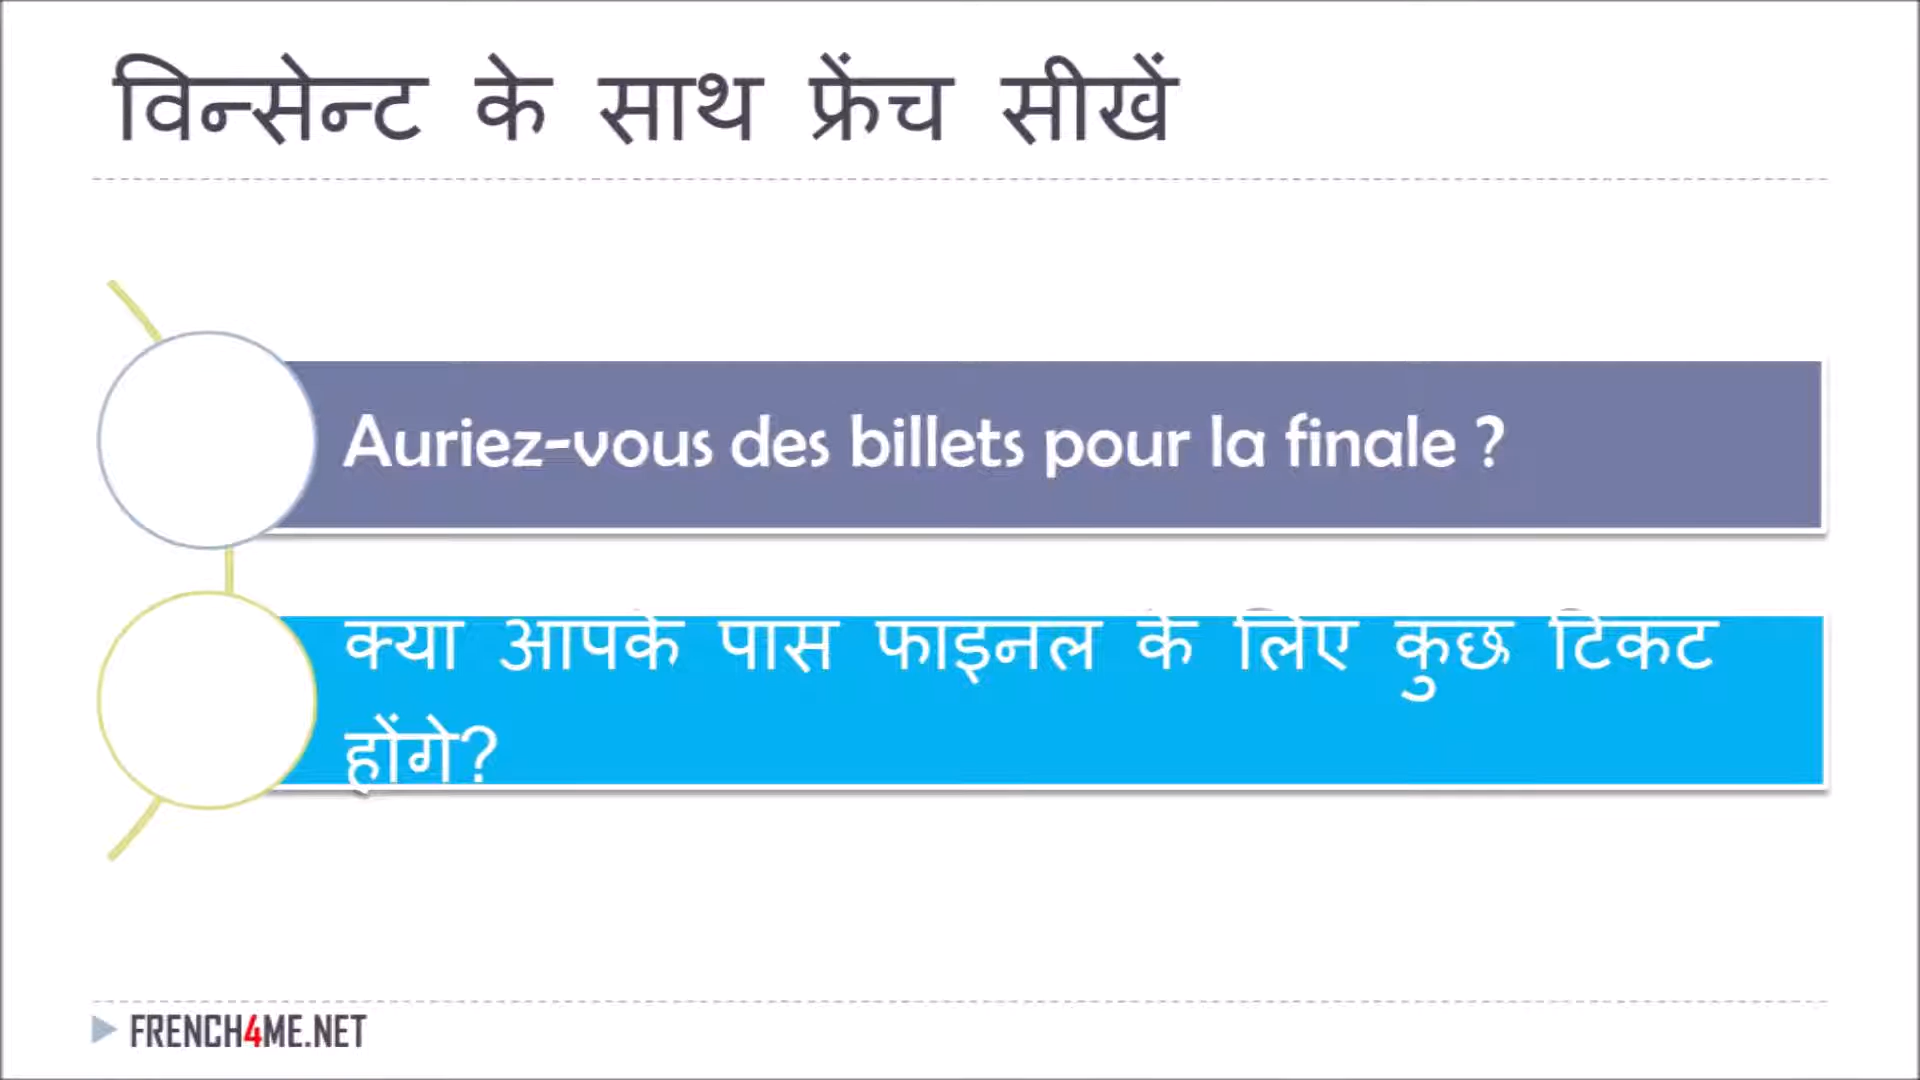 विन्सेन्ट के साथ फ्रेंच सीखें
Auriez-vous des billets pour la finale ?
क्या आपके पास फाइनल के लिए कुछ टिकट
होंगे?
FRENCH4ME.NET